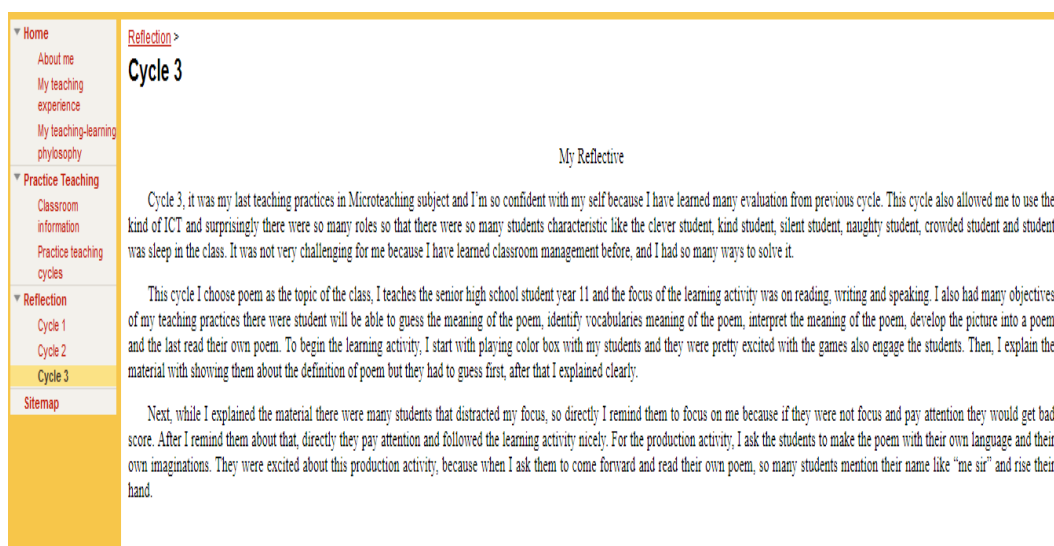 Home
About me
My teaching
experience
My teaching-learning
phylosophy
Practice Teaching
Classroom
information
Practice teaching
cycles
Reflection
Cycle 1
Cycle 2
Cycle 3
Sitemap
Reflection >
Cycle 3
My Reflective
Cycle 3, it was my last teaching practices in Microteaching subject and I'm so confident with my self because I have learned many evaluation from previous cycle. This cycle also allowed me to use the
kind of ICT and surprisingly there were so many roles so that there were so many students characteristic like the clever student, kind student, silent student, naughty student, crowded student and student
was sleep in the class. It was not very challenging for me because I have learned classroom management before, and I had so many ways to solve it.
This cycle I choose poem as the topic of the class, I teaches the senior high school student year 11 and the focus of the learning activity was on reading, writing and speaking. I also had many objectives
of my teaching practices there were student will be able to guess the meaning of the poem, identify vocabularies meaning of the poem, interpret the meaning of the poem, develop the picture into a poem
and the last read their own poem. To begin the learning activity, I start with playing color box with my students and they were pretty excited with the games also engage the students. Then, I explain the
material with showing them about the definition of poem but they had to guess first, after that I explained clearly.
Next, while I explained the material there were many students that distracted my focus, so directly I remind them to focus on me because if they were not focus and pay attention they would get bad
score. After I remind them about that, directly they pay attention and followed the learning activity nicely. For the production activity, I ask the students to make the poem with their own language and their
own imaginations. They were excited about this production activity, because when I ask them to come forward and read their own poem, so many students mention their name like "me sir" and rise their
hand.